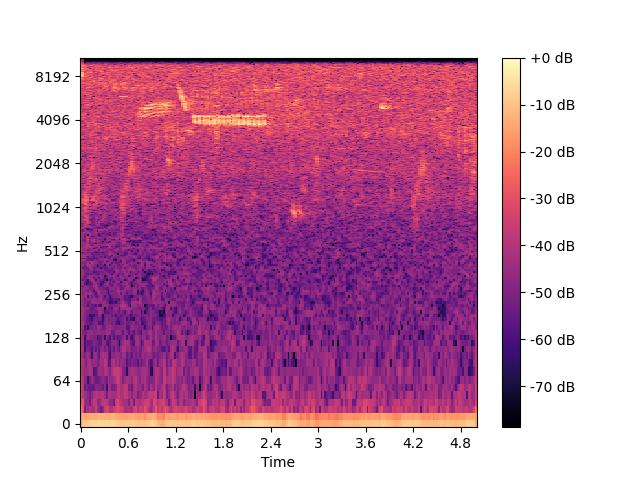 8192
4096
2048
1024
512
256
128
64
0
Hz
0 0.6 1.2 1.8 2.4 3 3.6 4.2 4.8
Time
+0 dB
-10 dB
-20 dB
-30 dB
-40 dB
-50 dB
-60 dB
-70 dB